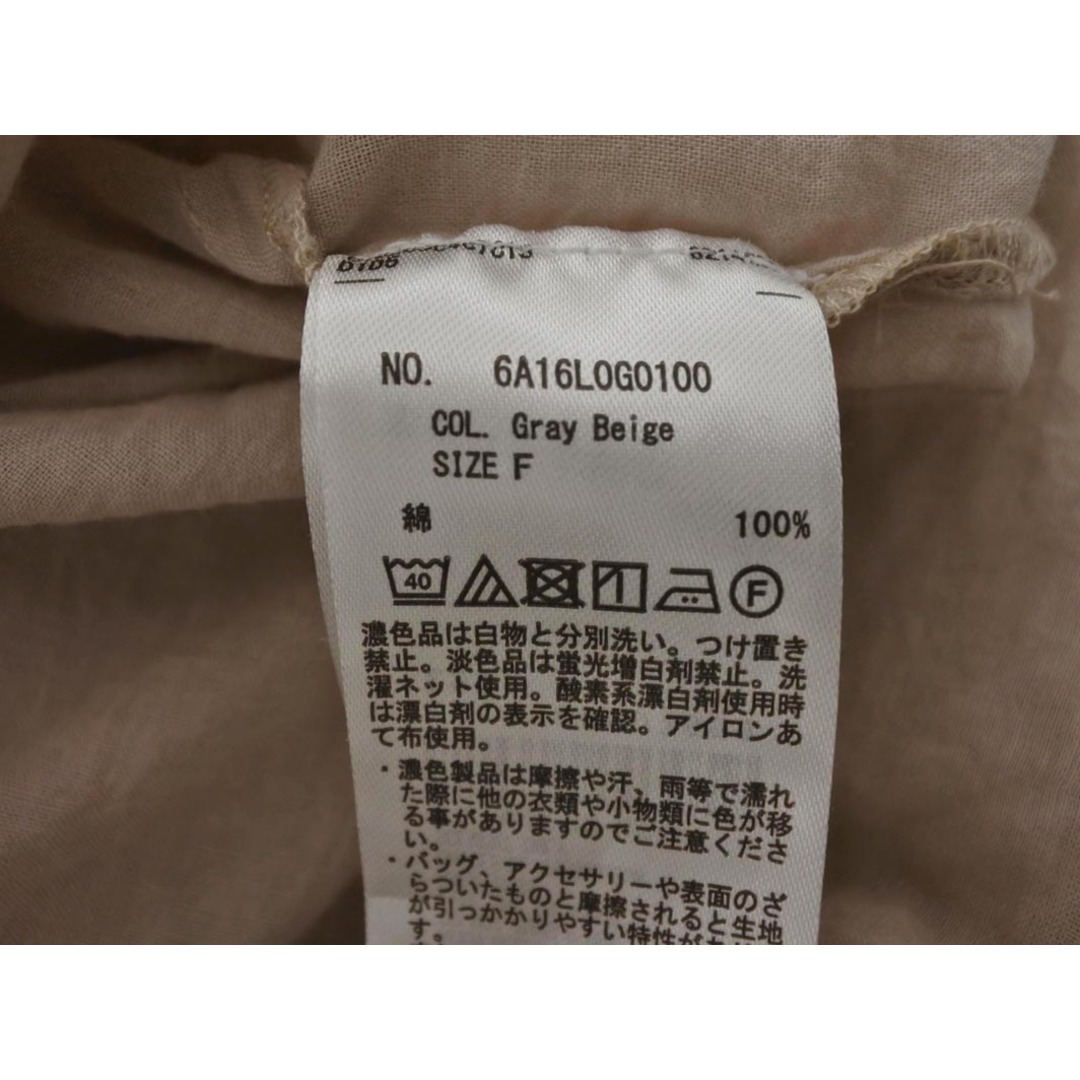 NO. 6A16L0G0100
COL. Gray Beige
SIZE F
綿 100%
40 F
濃色品は白物と分別洗い。つけ置き
禁止。淡色品は蛍光増白剤禁止。洗
濯ネット使用。酸素系漂白剤使用時
は漂白剤の表示を確認。アイロンあ
て布使用。
・濃色製品は摩擦や汗、雨等で濡れ
た際に他の衣類や小物類に色が移
る事がありますのでご注意くださ
い。
・バッグ、アクセサリーや表面のざ
らついたものと摩擦されると生地
が引っかかりやすい特性が
す。